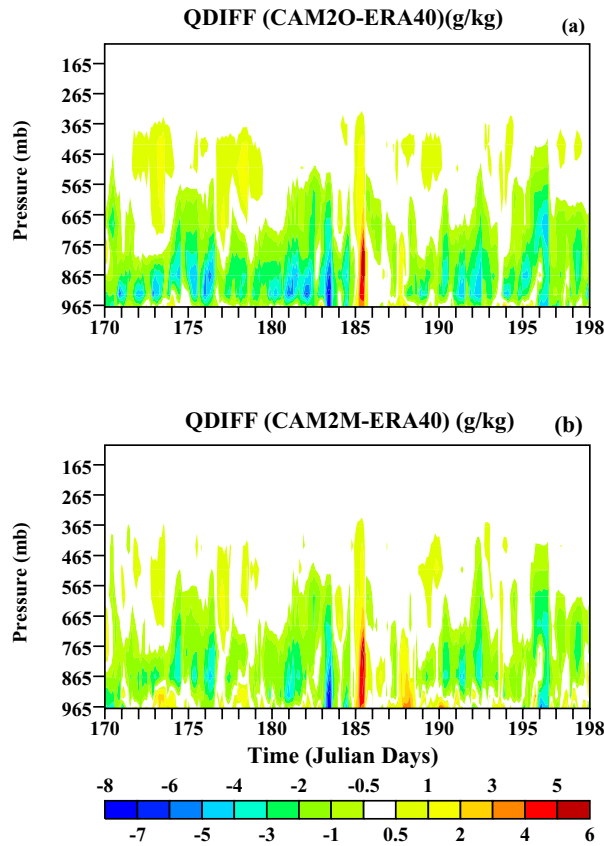 QDIFF (CAM2O-ERA40)(g/kg) (a)
165
265
365
465
565
665
765
865
965
Pressure (mb)
170 175 180 185 190 195 198
QDIFF (CAM2M-ERA40) (g/kg) (b)
165
265
365
465
565
665
765
865
965
Pressure (mb)
170 175 180 185 190 195 198
Time (Julian Days)
-8 -6 -4 -2 -0.5 1 3 5
-7 -5 -3 -1 0.5 2 4 6